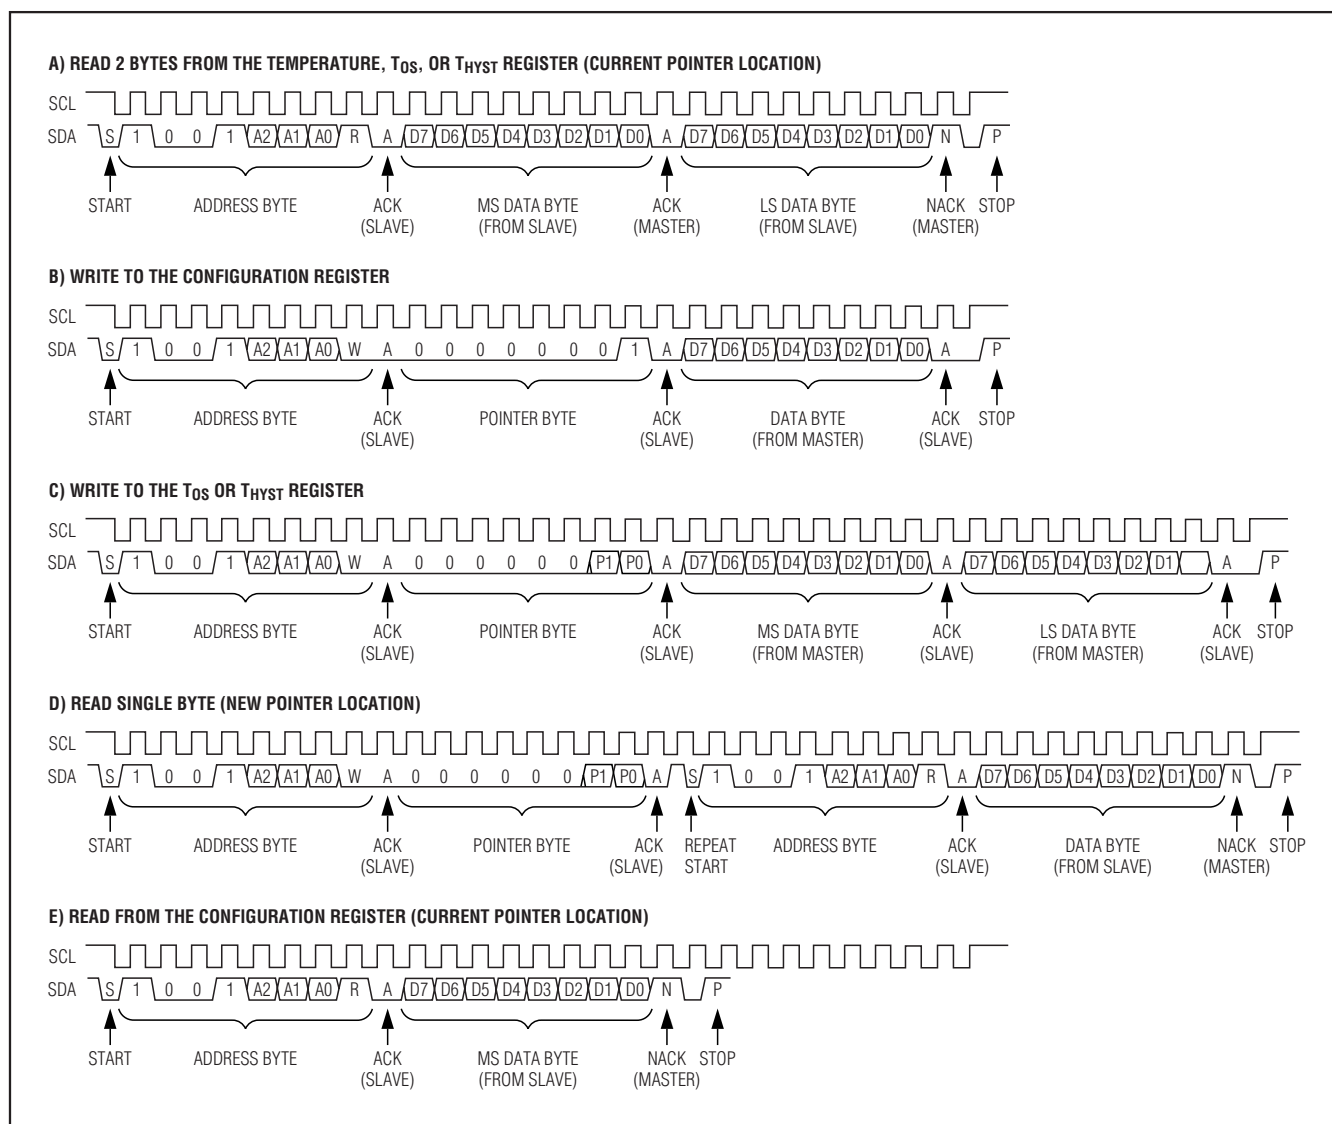 A) READ 2 BYTES FROM THE TEMPERATURE, TOS, OR THYST REGISTER (CURRENT POINTER LOCATION)
SCL
SDA S 1 0 0 1 A2 A1 A0 R A D7 D6 D5 D4 D3 D2 D1 D0 A D7 D6 D5 D4 D3 D2 D1 D0 N P
START ADDRESS BYTE ACK MS DATA BYTE ACK LS DATA BYTE NACK STOP
(SLAVE) (FROM SLAVE) (MASTER) (FROM SLAVE) (MASTER)
B) WRITE TO THE CONFIGURATION REGISTER
SCL
SDA S 1 0 0 1 A2 A1 A0 W A 0 0 0 0 0 0 0 1 A D7 D6 D5 D4 D3 D2 D1 D0 A P
START ADDRESS BYTE ACK POINTER BYTE ACK DATA BYTE ACK STOP
(SLAVE) (SLAVE) (FROM MASTER) (SLAVE)
C) WRITE TO THE TOS OR THYST REGISTER
SCL
SDA S 1 0 0 1 A2 A1 A0 W A 0 0 0 0 0 0 P1 P0 A D7 D6 D5 D4 D3 D2 D1 D0 A D7 D6 D5 D4 D3 D2 D1 A P
START ADDRESS BYTE ACK POINTER BYTE ACK MS DATA BYTE ACK LS DATA BYTE ACK STOP
(SLAVE) (SLAVE) (FROM MASTER) (SLAVE) (FROM MASTER) (SLAVE)
D) READ SINGLE BYTE (NEW POINTER LOCATION)
SCL
SDA S 1 0 0 1 A2 A1 A0 W A 0 0 0 0 0 0 P1 P0 A S 1 0 0 1 A2 A1 A0 R A D7 D6 D5 D4 D3 D2 D1 D0 N P
START ADDRESS BYTE ACK POINTER BYTE ACK REPEAT ADDRESS BYTE ACK DATA BYTE NACK STOP
(SLAVE) (SLAVE) START (SLAVE) (FROM SLAVE) (MASTER)
E) READ FROM THE CONFIGURATION REGISTER (CURRENT POINTER LOCATION)
SCL
SDA S 1 0 0 1 A2 A1 A0 R A D7 D6 D5 D4 D3 D2 D1 D0 N P
START ADDRESS BYTE ACK MS DATA BYTE NACK STOP
(SLAVE) (FROM SLAVE) (MASTER)